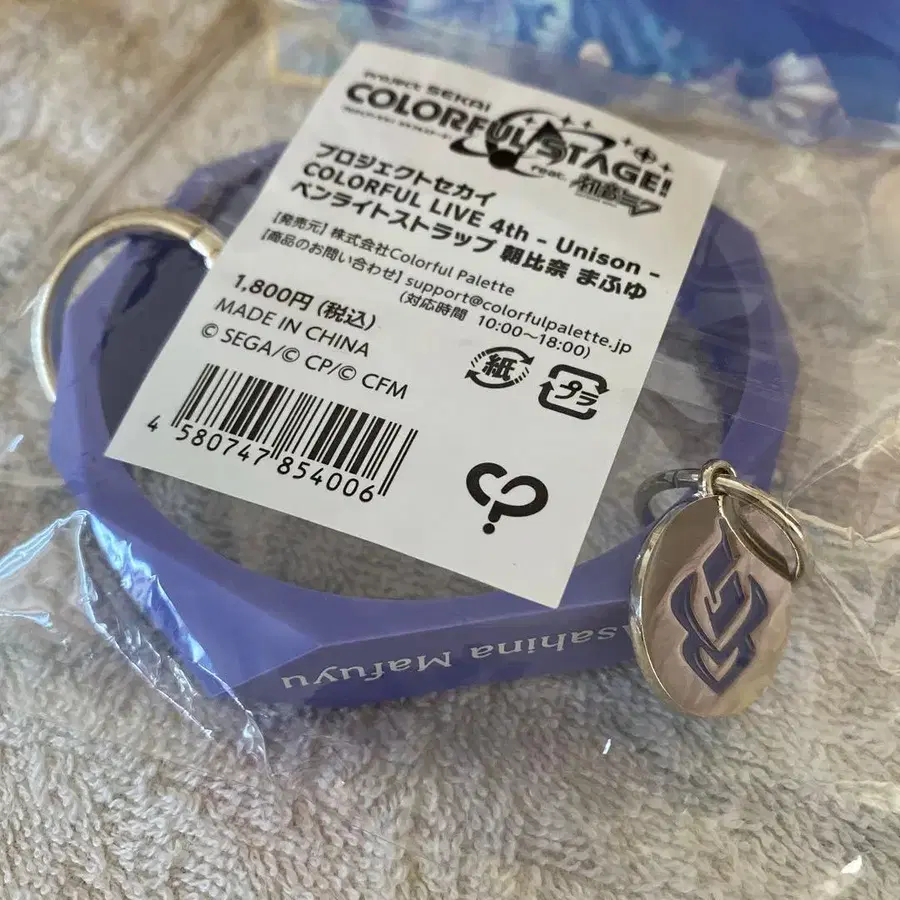 PROJECT SEKAI
COLORFUL STAGE!
feat. 初音ミク
プロジェクトセカイ
COLORFUL LIVE 4th - Unison -
ペンライトストラップ 朝比奈 まふゆ
[発売元] 株式会社Colorful Palette
[商品のお問い合わせ] support@colorfulpalette.jp
(対応時間 10:00〜18:00)
1,800円 (税込)
MADE IN CHINA
© SEGA/© CP/© CFM
紙
プラ
4 580747 854006
Asahina Mafuyu